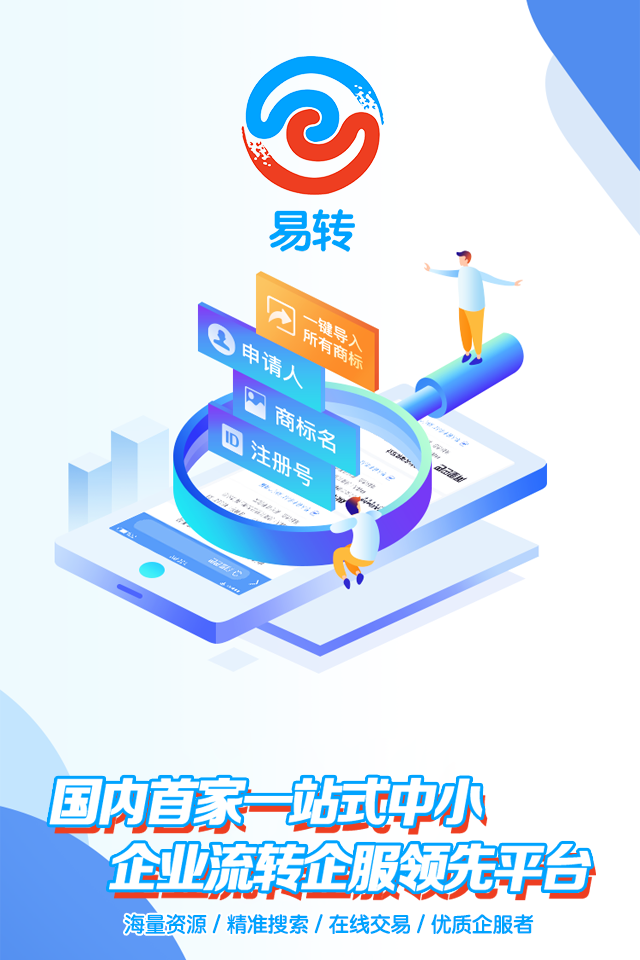 易转
一键导入
所有商标
申请人
商标名
ID 注册号
国内首家一站式中小
企业流转企服领先平台
海量资源 / 精准搜索 / 在线交易 / 优质企服者